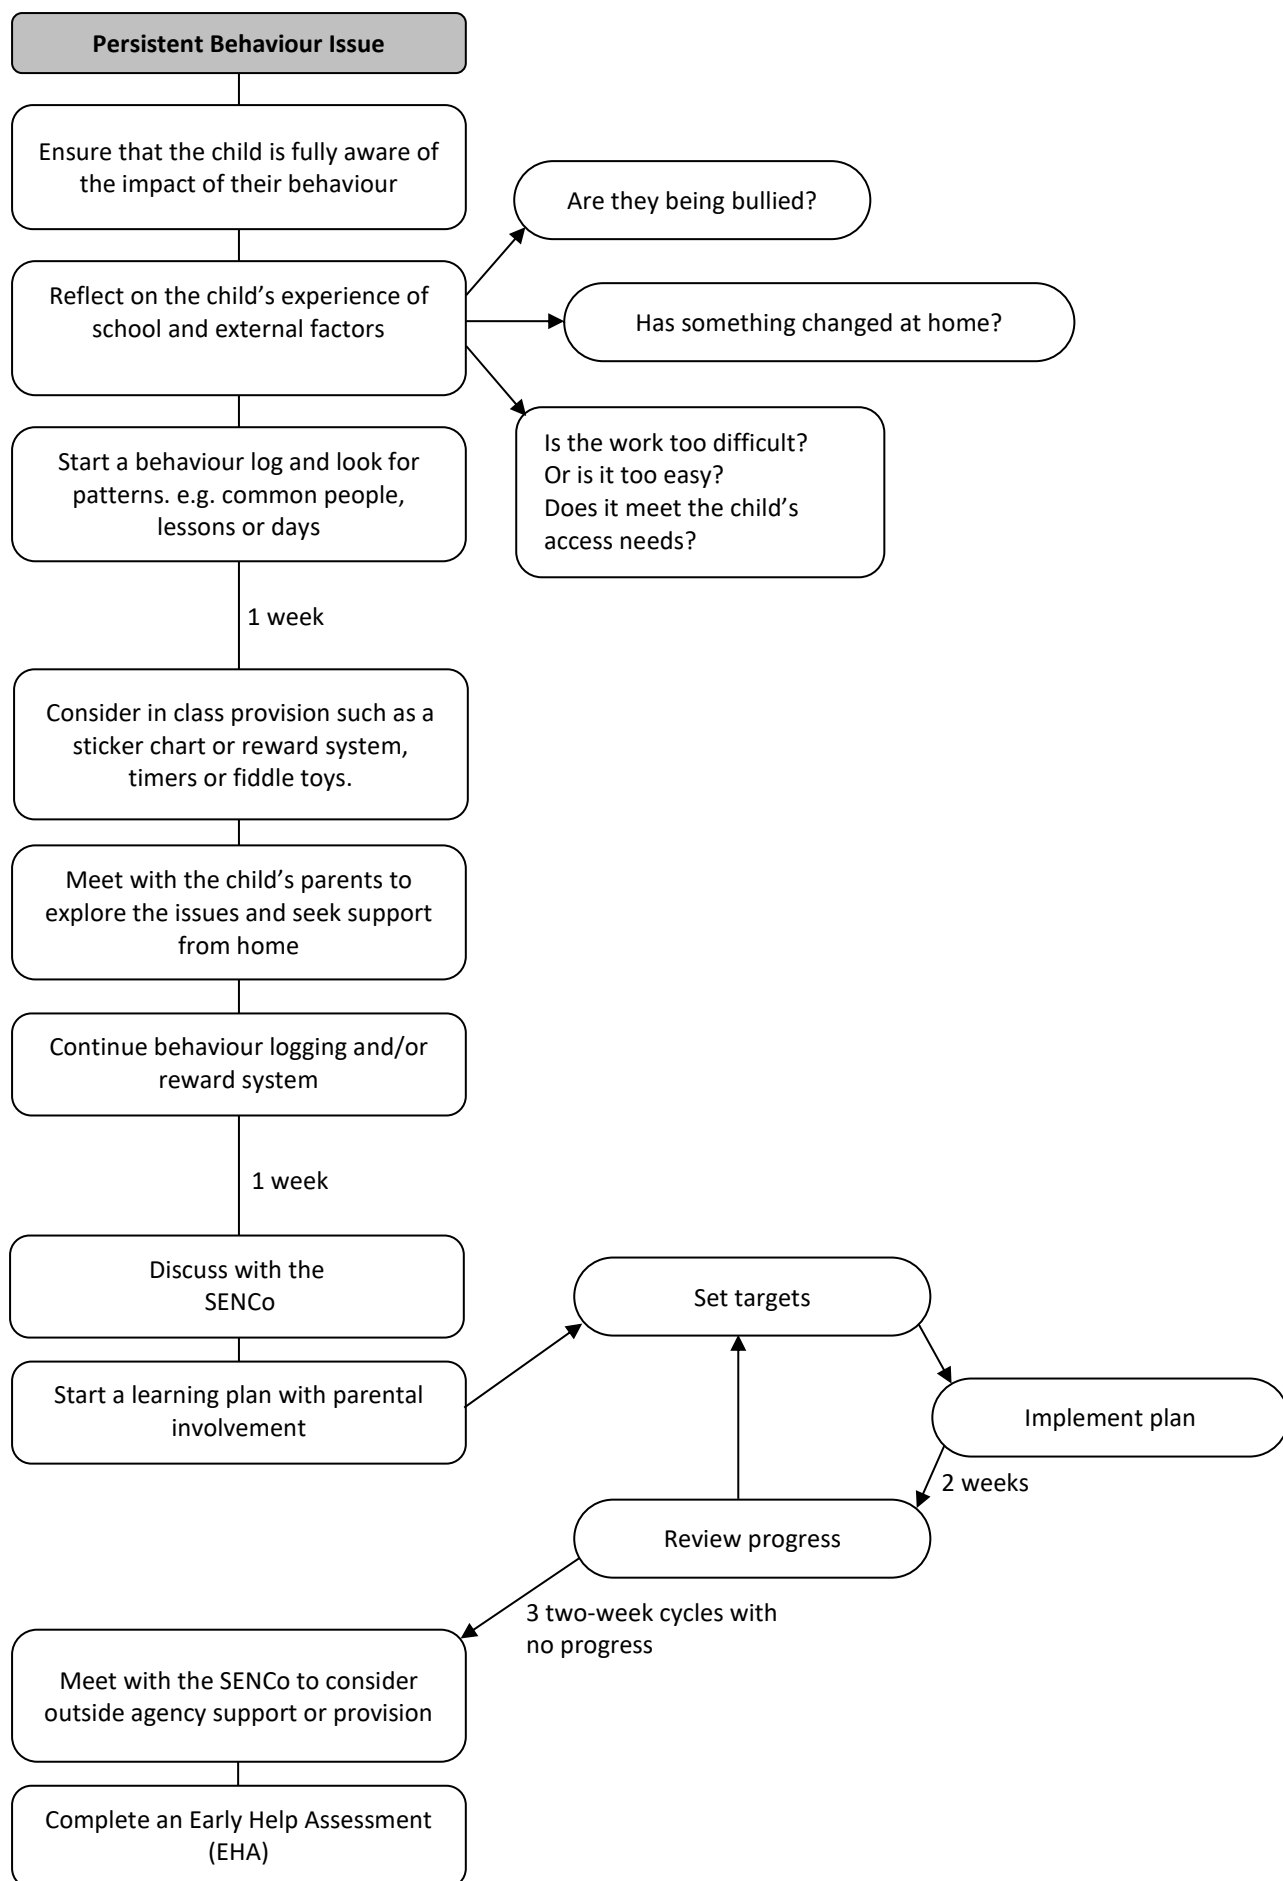 Persistent Behaviour Issue
Ensure that the child is fully aware of
the impact of their behaviour
Are they being bullied?
Reflect on the child’s experience of
school and external factors
Has something changed at home?
Is the work too difficult?
Or is it too easy?
Does it meet the child’s
access needs?
Start a behaviour log and look for
patterns. e.g. common people,
lessons or days
1 week
Consider in class provision such as a
sticker chart or reward system,
timers or fiddle toys.
Meet with the child’s parents to
explore the issues and seek support
from home
Continue behaviour logging and/or
reward system
1 week
Discuss with the
SENCo
Start a learning plan with parental
involvement
Set targets
Implement plan
2 weeks
Review progress
3 two-week cycles with
no progress
Meet with the SENCo to consider
outside agency support or provision
Complete an Early Help Assessment
(EHA)